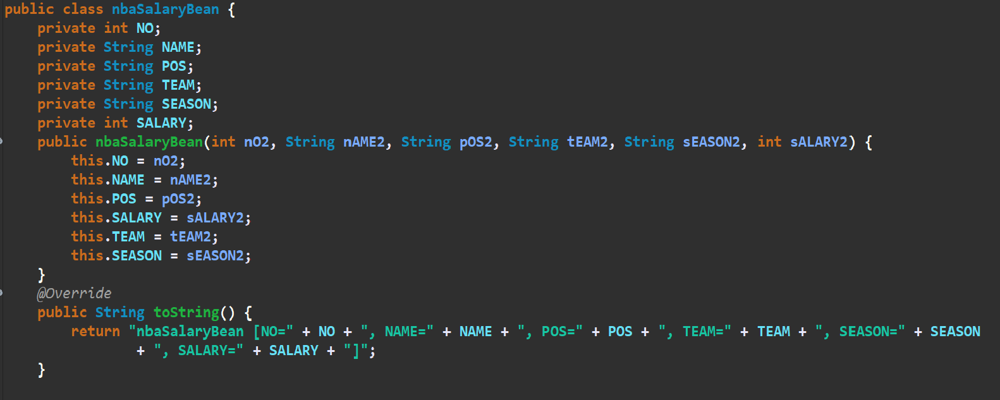 public class nbaSalaryBean {
    private int NO;
    private String NAME;
    private String POS;
    private String TEAM;
    private String SEASON;
    private int SALARY;
    public nbaSalaryBean(int nO2, String nAME2, String pOS2, String tEAM2, String sEASON2, int sALARY2) {
        this.NO = nO2;
        this.NAME = nAME2;
        this.POS = pOS2;
        this.SALARY = sALARY2;
        this.TEAM = tEAM2;
        this.SEASON = sEASON2;
    }
    @Override
    public String toString() {
        return "nbaSalaryBean [NO=" + NO + ", NAME=" + NAME + ", POS=" + POS + ", TEAM=" + TEAM + ", SEASON=" + SEASON
                + ", SALARY=" + SALARY + "]";
    }